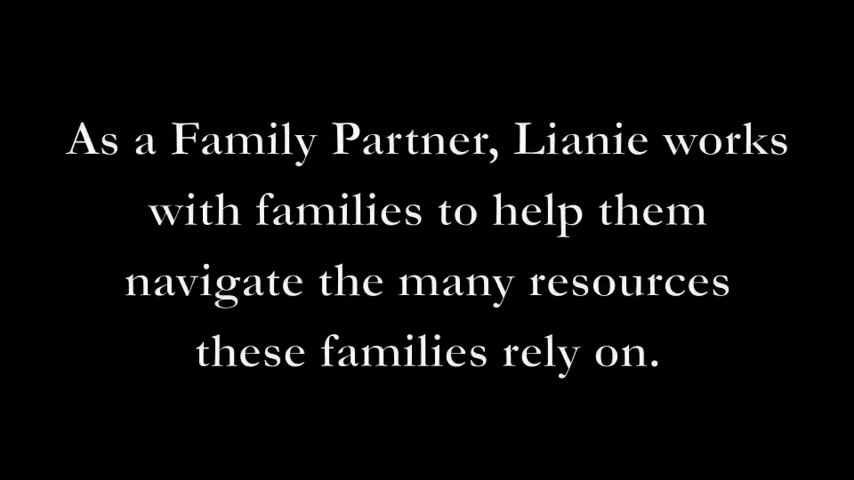 As a Family Partner, Lianie works
with families to help them
navigate the many resources
these families rely on.